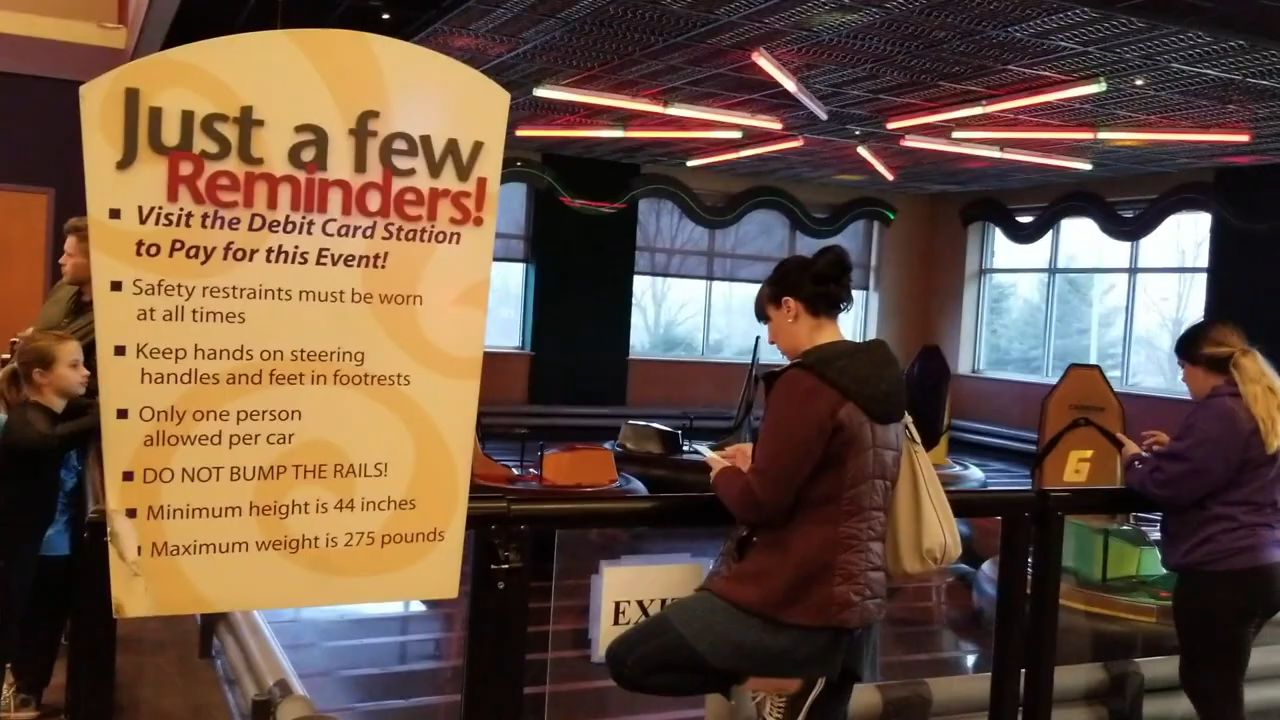 Just a few
Reminders!
▪ Visit the Debit Card Station
to Pay for this Event!
▪ Safety restraints must be worn
at all times
▪ Keep hands on steering
handles and feet in footrests
▪ Only one person
allowed per car
▪ DO NOT BUMP THE RAILS!
▪ Minimum height is 44 inches
▪ Maximum weight is 275 pounds
6